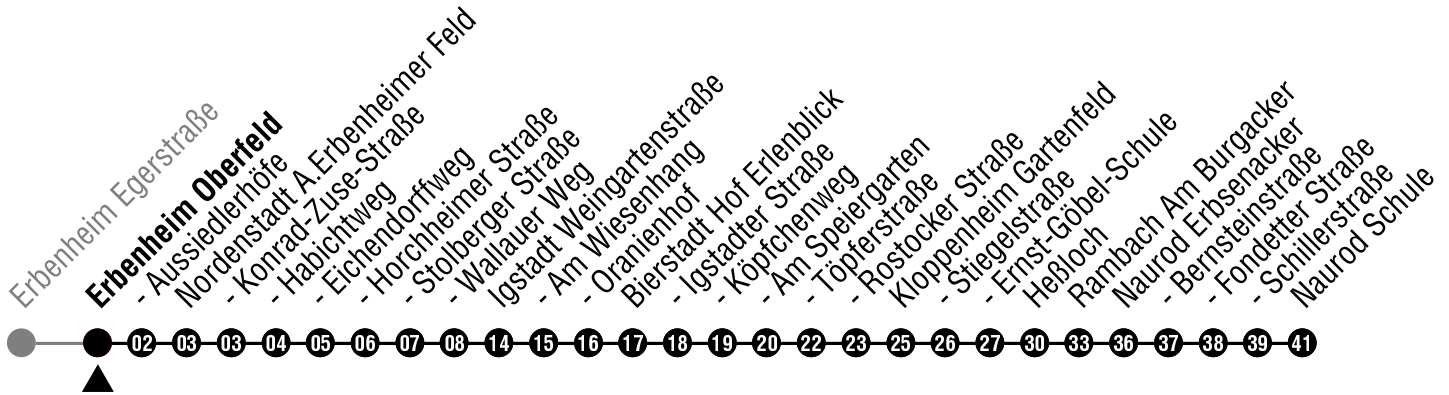 Erbenheim Egerstraße
Erbenheim Oberfeld
- Aussiedlerhöfe
Nordenstadt A.Erbenheimer Feld
- Konrad-Zuse-Straße
- Habichtweg
- Eichendorffweg
- Horchheimer Straße
- Stolberger Straße
- Wallauer Weg
Igstadt Weingartenstraße
- Am Wiesenhang
- Oranienhof
Bierstadt Hof Erlenblick
- Igstadter Straße
- Köpfchenweg
- Am Speiergarten
- Töpferstraße
- Rostocker Straße
Kloppenheim Gartenfeld
- Stiegelstraße
- Ernst-Göbel-Schule
Heßloch
Rambach Am Burgacker
Naurod Erbsenacker
- Bernsteinstraße
- Fondetter Straße
- Schillerstraße
Naurod Schule
02 03 03 04 05 06 07 08 14 15 16 17 18 19 20 22 23 25 26 27 30 33 36 37 38 39 41